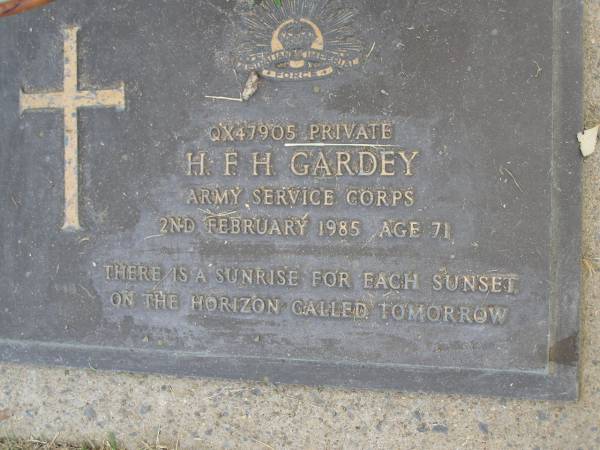 AUSTRALIAN IMPERIAL
FORCE
QX47905 PRIVATE
H. F. H. GARDEY
ARMY SERVICE CORPS
2ND FEBRUARY 1985 AGE 71
THERE IS A SUNRISE FOR EACH SUNSET
ON THE HORIZON CALLED TOMORROW